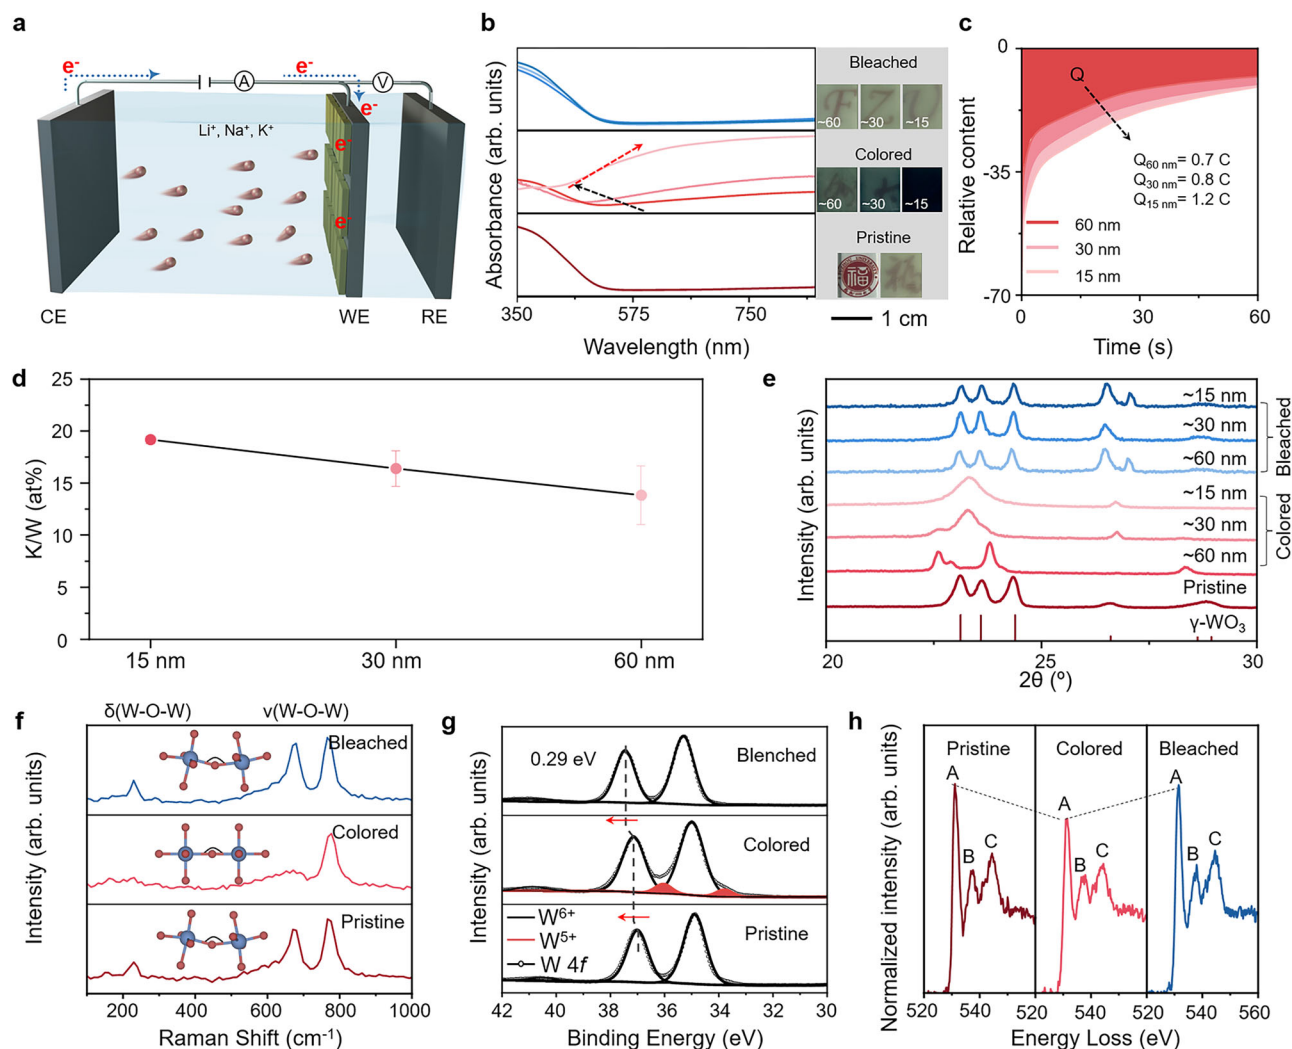 a
e⁻
e⁻
A
V
e⁻
Li⁺, Na⁺, K⁺
e⁻
e⁻
CE
WE
RE
b
Absorbance (arb. units)
350
575
750
Wavelength (nm)
Bleached
~60
~30
~15
Colored
~60
~30
~15
Pristine
福
1 cm
c
Relative content
0
-35
-70
Q
Q60 nm= 0.7 C
Q30 nm= 0.8 C
Q15 nm= 1.2 C
60 nm
30 nm
15 nm
0
30
60
Time (s)
d
K/W (at%)
25
20
15
10
5
0
15 nm
30 nm
60 nm
e
Intensity (arb. units)
~15 nm
~30 nm
~60 nm
Bleached
~15 nm
~30 nm
~60 nm
Colored
Pristine
γ-WO₃
20
25
30
2θ (º)
f
δ(W-O-W)
ν(W-O-W)
Bleached
Colored
Pristine
Intensity (arb. units)
200
400
600
800
1000
Raman Shift (cm⁻¹)
g
0.29 eV
Blenched
Colored
W⁶⁺
W⁵⁺
W 4f
Pristine
Intensity (arb. units)
42
40
38
36
34
32
30
Binding Energy (eV)
h
Normalized intensity (arb. units)
Pristine
Colored
Bleached
A
B
C
A
B
C
A
B
C
520
540
520
540
520
540
560
Energy Loss (eV)